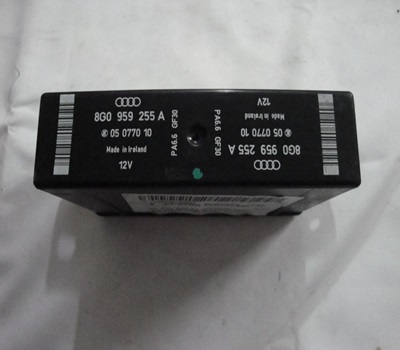 8G0 959 255 A
05 0770 10
Made in Ireland
12V
PA6.6 GF30
8G0 959 255 A
05 0770 10
Made in Ireland
12V
PA6.6 GF30